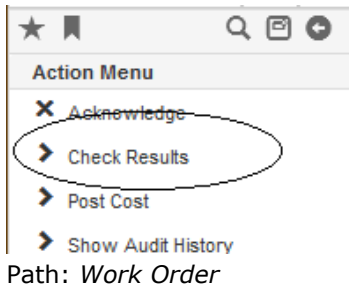 Action Menu
Acknowledge
Check Results
Post Cost
Show Audit History
Path: Work Order